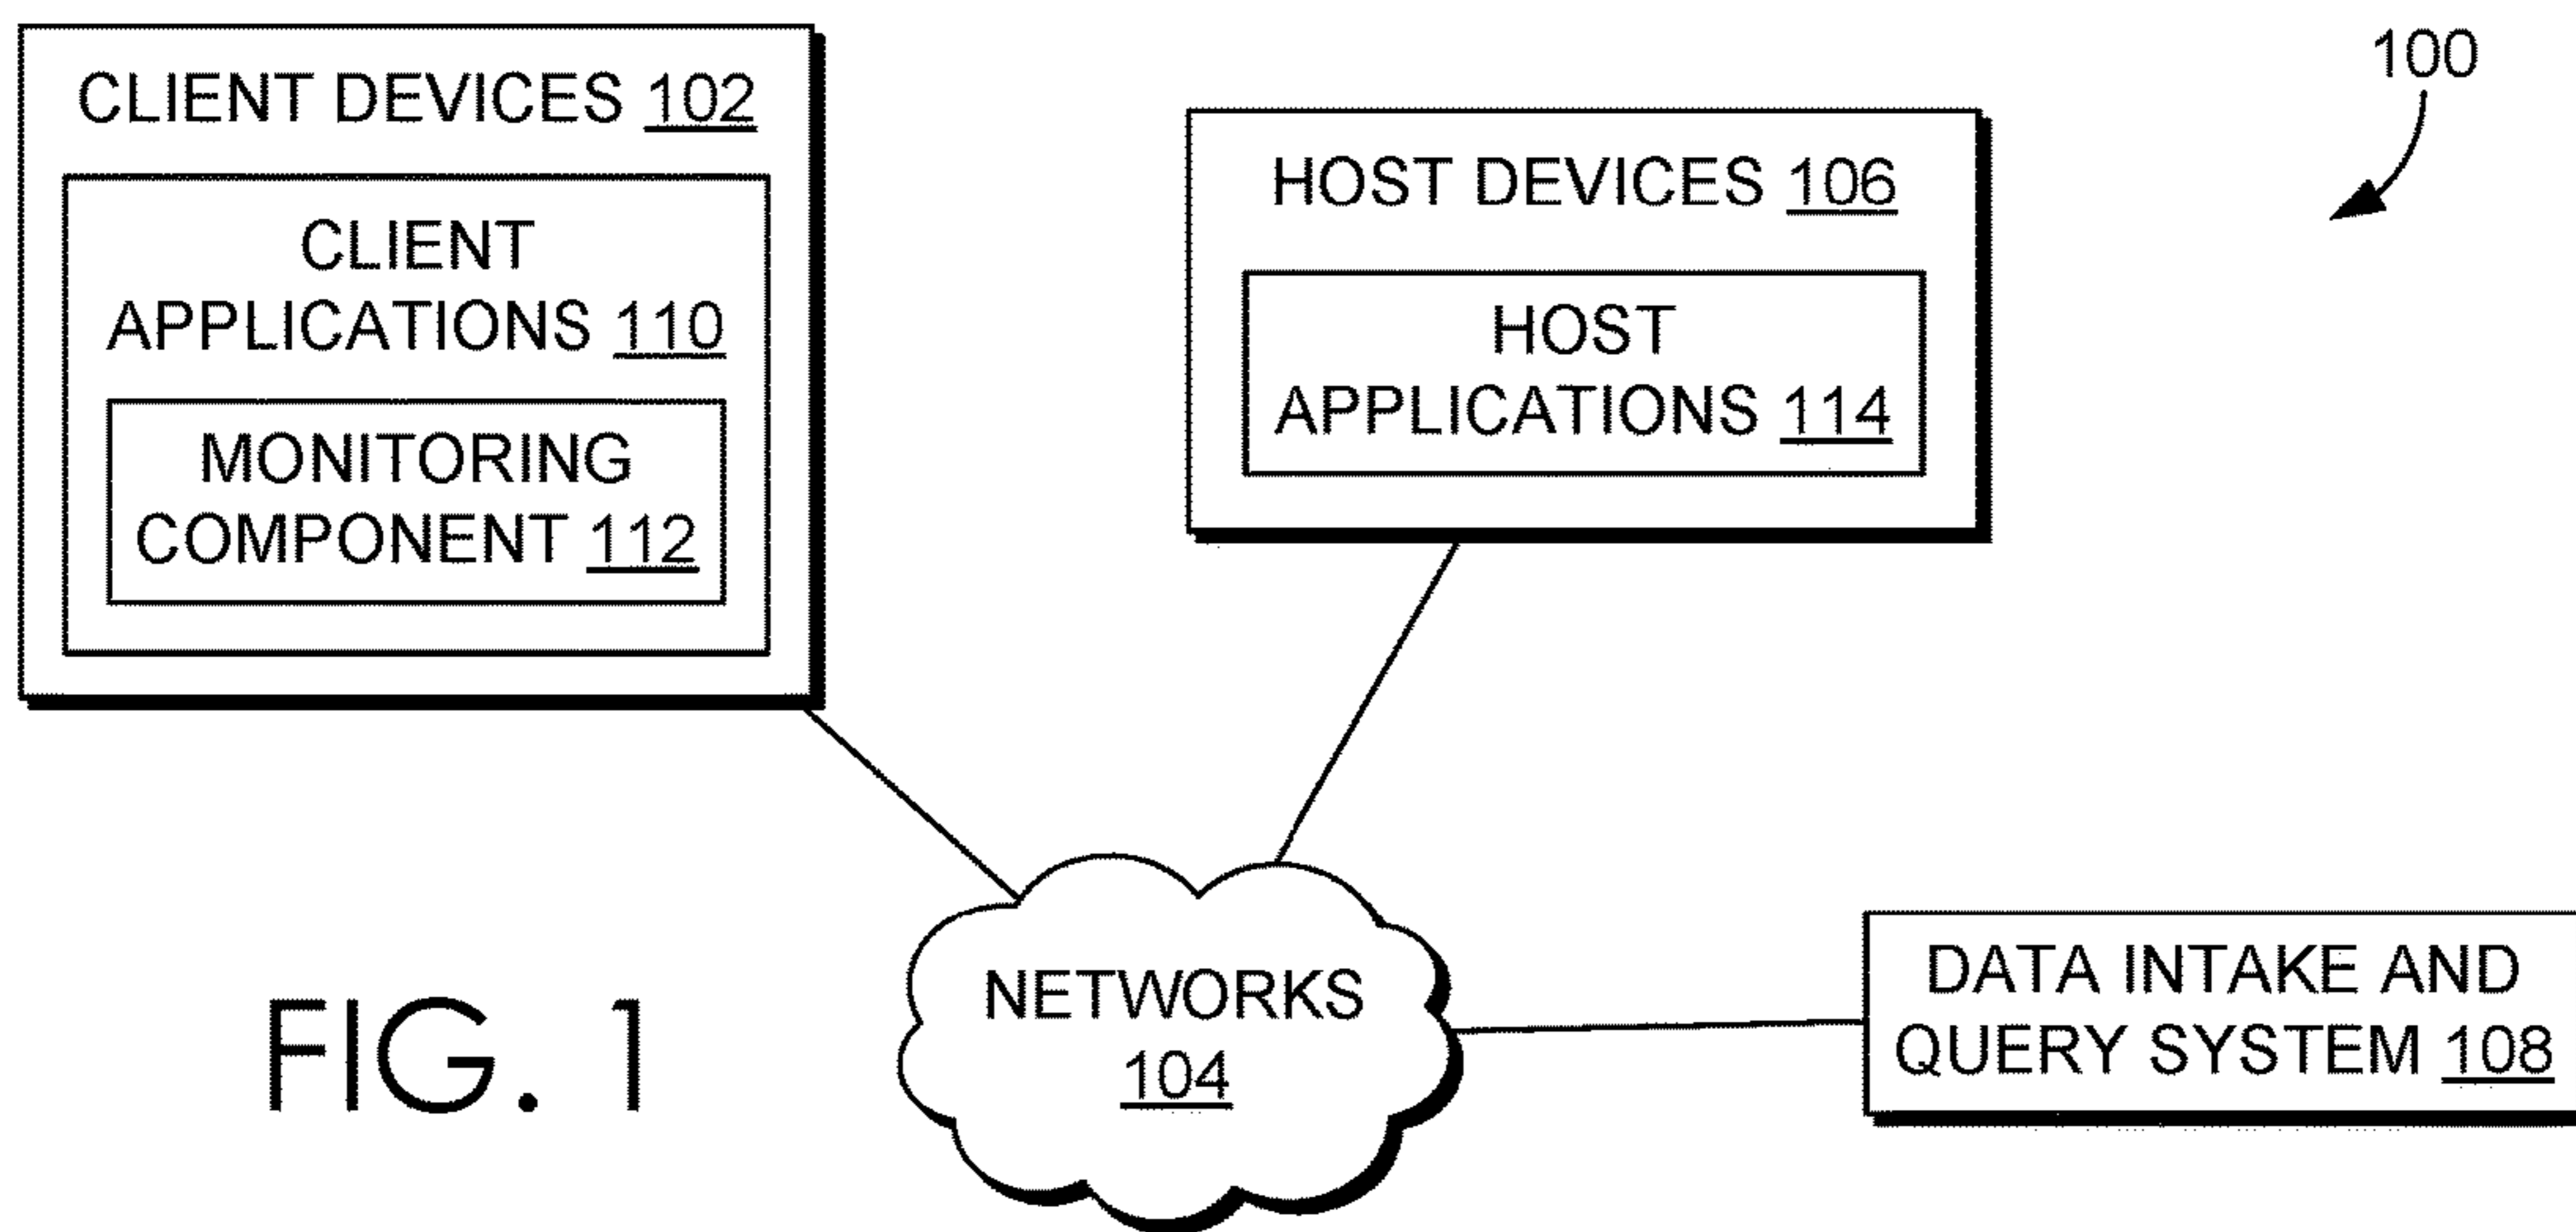 100
CLIENT DEVICES 102
CLIENT
APPLICATIONS 110
MONITORING
COMPONENT 112
HOST DEVICES 106
HOST
APPLICATIONS 114
NETWORKS
104
DATA INTAKE AND
QUERY SYSTEM 108
FIG. 1